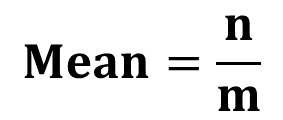 Mean = n/m